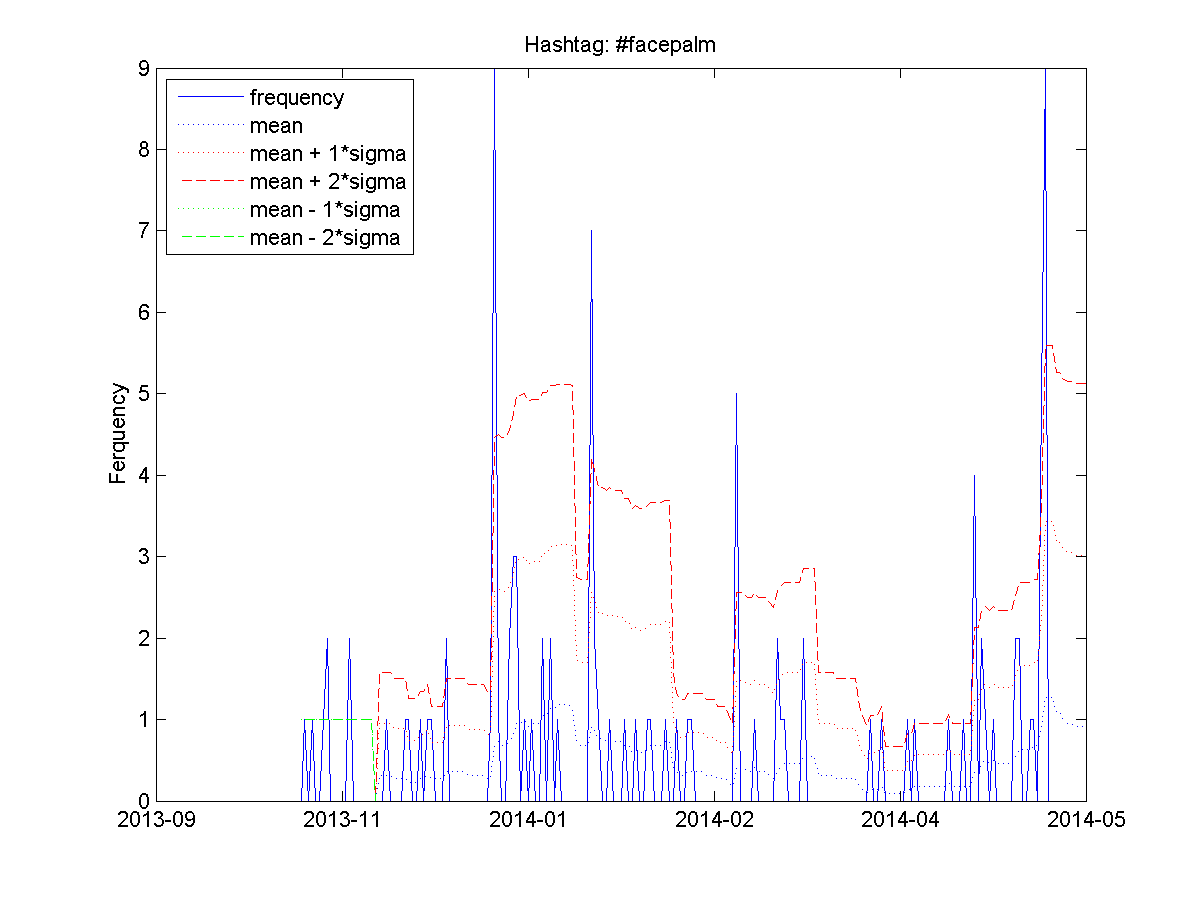 Hashtag: #facepalm
frequency
mean
mean + 1*sigma
mean + 2*sigma
mean - 1*sigma
mean - 2*sigma
Ferquency
9
8
7
6
5
4
3
2
1
0
2013-09
2013-11
2014-01
2014-02
2014-04
2014-05